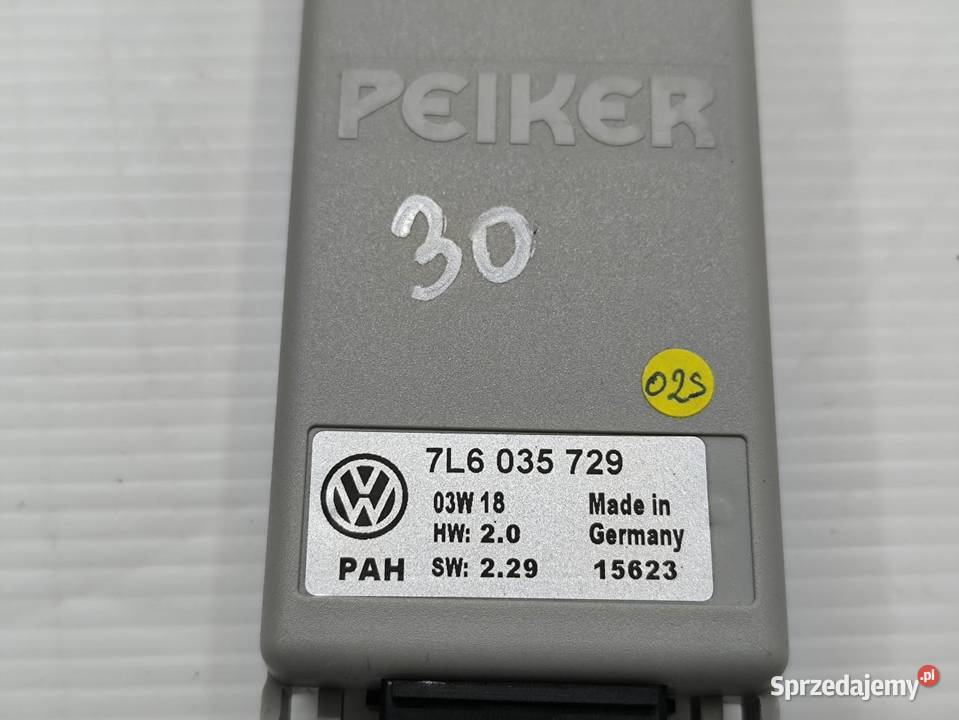 PEIKER
30
02S
7L6 035 729
03W 18 Made in
HW: 2.0 Germany
PAH SW: 2.29 15623
Sprzedajemy.pl